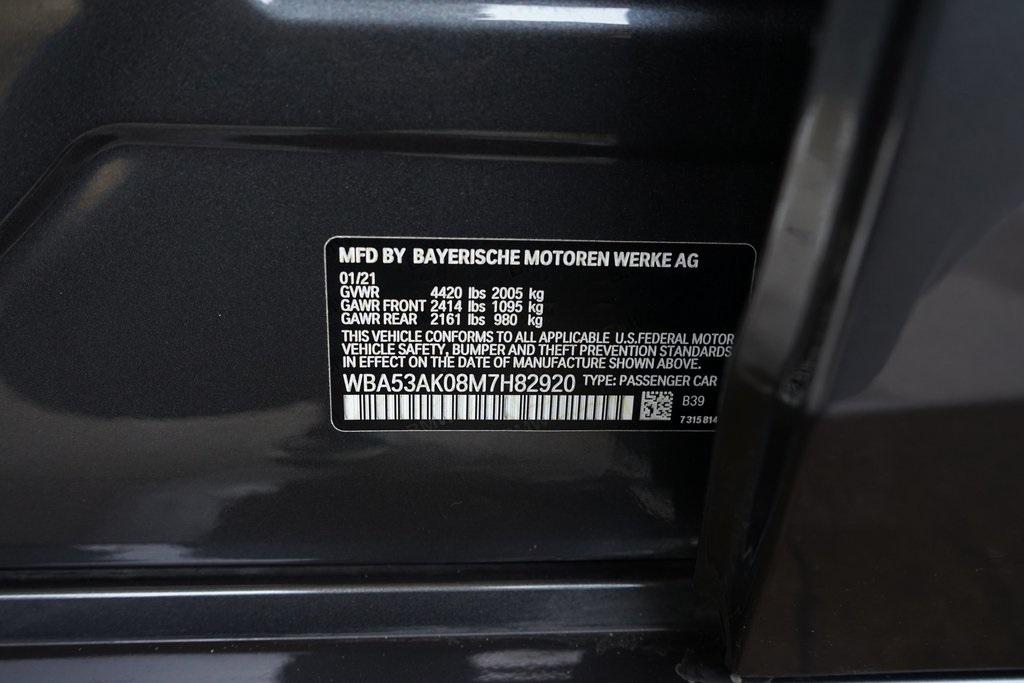 MFD BY BAYERISCHE MOTOREN WERKE AG
01/21
GVWR 4420 lbs 2005 kg
GAWR FRONT 2414 lbs 1095 kg
GAWR REAR 2161 lbs 980 kg
THIS VEHICLE CONFORMS TO ALL APPLICABLE U.S.FEDERAL MOTOR
VEHICLE SAFETY, BUMPER AND THEFT PREVENTION STANDARDS
IN EFFECT ON THE DATE OF MANUFACTURE SHOWN ABOVE.
WBA53AK08M7H82920 TYPE: PASSENGER CAR
B39
7 315 814